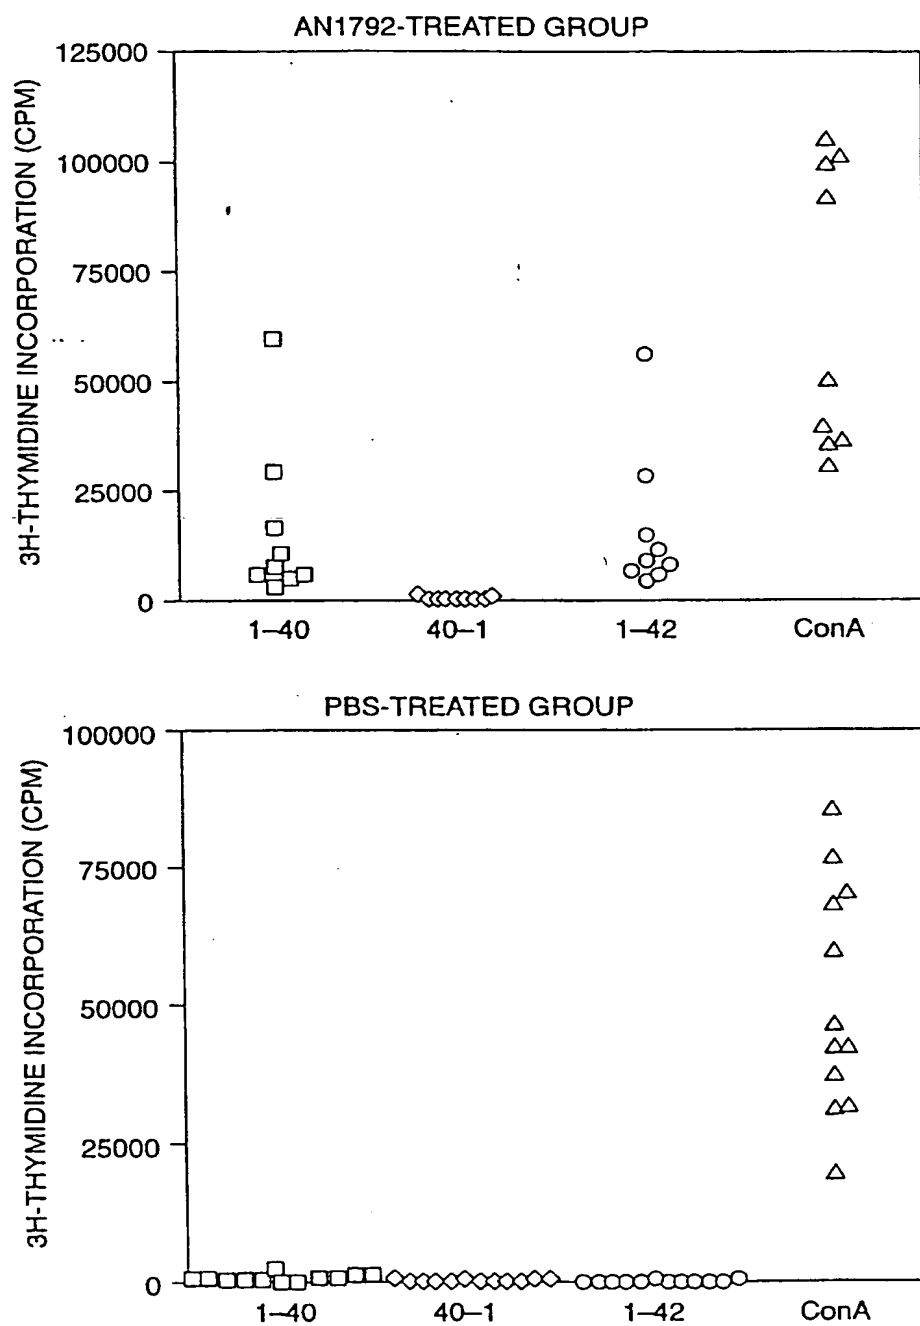 AN1792-TREATED GROUP
3H-THYMIDINE INCORPORATION (CPM)
125000
100000
75000
50000
25000
0
1–40 40–1 1–42 ConA
PBS-TREATED GROUP
3H-THYMIDINE INCORPORATION (CPM)
100000
75000
50000
25000
0
1–40 40–1 1–42 ConA